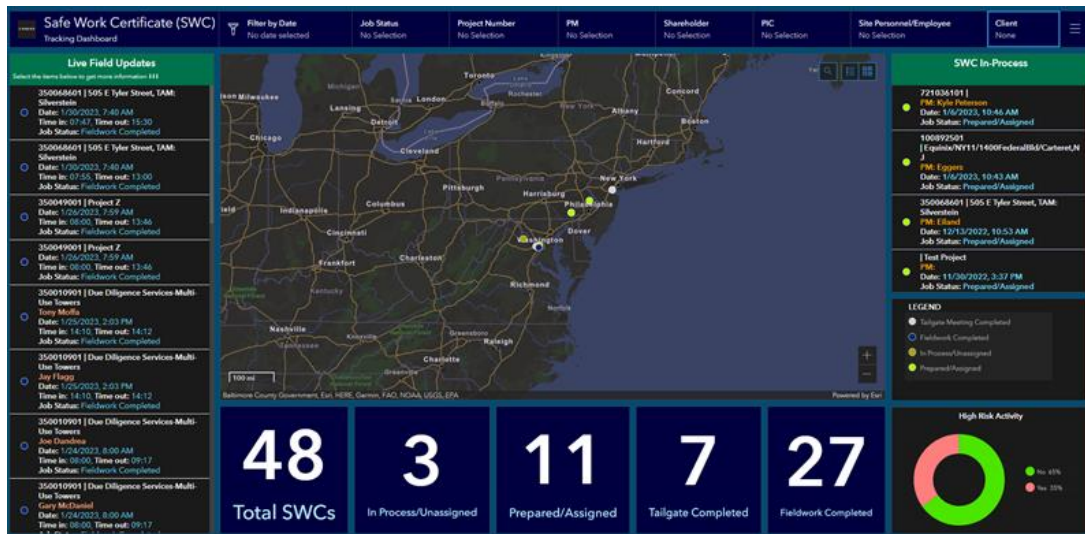 Safe Work Certificate (SWC)
Tracking Dashboard
Filter by Date
No date selected
Job Status
No Selection
Project Number
No Selection
PM
No Selection
Shareholder
No Selection
PIC
No Selection
Site Personnel/Employee
No Selection
Client
None
Live Field Updates
Select the items below to get more information
350068601 | 505 E Tyler Street, TAM:
Silverstein
Date: 1/30/2023, 7:40 AM
Time in: 07:47, Time out: 15:30
Job Status: Fieldwork Completed
350068601 | 505 E Tyler Street, TAM:
Silverstein
Date: 1/30/2023, 7:40 AM
Time in: 07:55, Time out: 13:00
Job Status: Fieldwork Completed
350049001 | Project Z
Date: 1/26/2023, 7:59 AM
Time in: 08:00, Time out: 13:46
Job Status: Fieldwork Completed
350049001 | Project Z
Date: 1/26/2023, 7:59 AM
Time in: 08:00, Time out: 13:46
Job Status: Fieldwork Completed
350010901 | Due Diligence Services-Multi-
Use Towers
Tony Moffa
Date: 1/25/2023, 2:03 PM
Time in: 14:10, Time out: 14:12
Job Status: Fieldwork Completed
350010901 | Due Diligence Services-Multi-
Use Towers
Jay Flagg
Date: 1/25/2023, 2:03 PM
Time in: 14:10, Time out: 14:12
Job Status: Fieldwork Completed
350010901 | Due Diligence Services-Multi-
Use Towers
Joe Dandrea
Date: 1/24/2023, 8:00 AM
Time in: 08:00, Time out: 09:17
Job Status: Fieldwork Completed
350010901 | Due Diligence Services-Multi-
Use Towers
Gary McDaniel
Date: 1/24/2023, 8:00 AM
Time in: 08:00, Time out: 09:17
Job Status: Fieldwork Completed
Milwaukee
Michigan
Lansing
Sarnia
London
Toronto
Buffalo
Rochester
New York
Albany
Concord
Boston
Detroit
Chicago
Cleveland
Hartford
Pennsylvania
New York
Pittsburgh
Harrisburg
Philadelphia
Indianapolis
Columbus
Dover
Cincinnati
Washington
Frankfort
Charleston
Richmond
Kentucky
Norfolk
Nashville
Tennessee
Knoxville
Greensboro
Raleigh
Charlotte
Greenville
100 mi
+
−
Baltimore County Government, Esri, HERE, Garmin, FAO, NOAA, USGS, EPA
Powered by Esri
48
Total SWCs
3
In Process/Unassigned
11
Prepared/Assigned
7
Tailgate Completed
27
Fieldwork Completed
SWC In-Process
721036101 |
PM: Kyle Peterson
Date: 1/6/2023, 10:46 AM
Job Status: Prepared/Assigned
100892501
| Equinix/NY11/1400FederalBld/Carteret,N
J
PM: Eggers
Date: 1/6/2023, 10:43 AM
Job Status: Prepared/Assigned
350068601 | 505 E Tyler Street, TAM:
Silverstein
PM: Eiland
Date: 12/13/2022, 10:53 AM
Job Status: Prepared/Assigned
| Test Project
PM:
Date: 11/30/2022, 3:37 PM
Job Status: Prepared/Assigned
LEGEND
Tailgate Meeting Completed
Fieldwork Completed
In Process/Unassigned
Prepared/Assigned
High Risk Activity
No 65%
Yes 35%